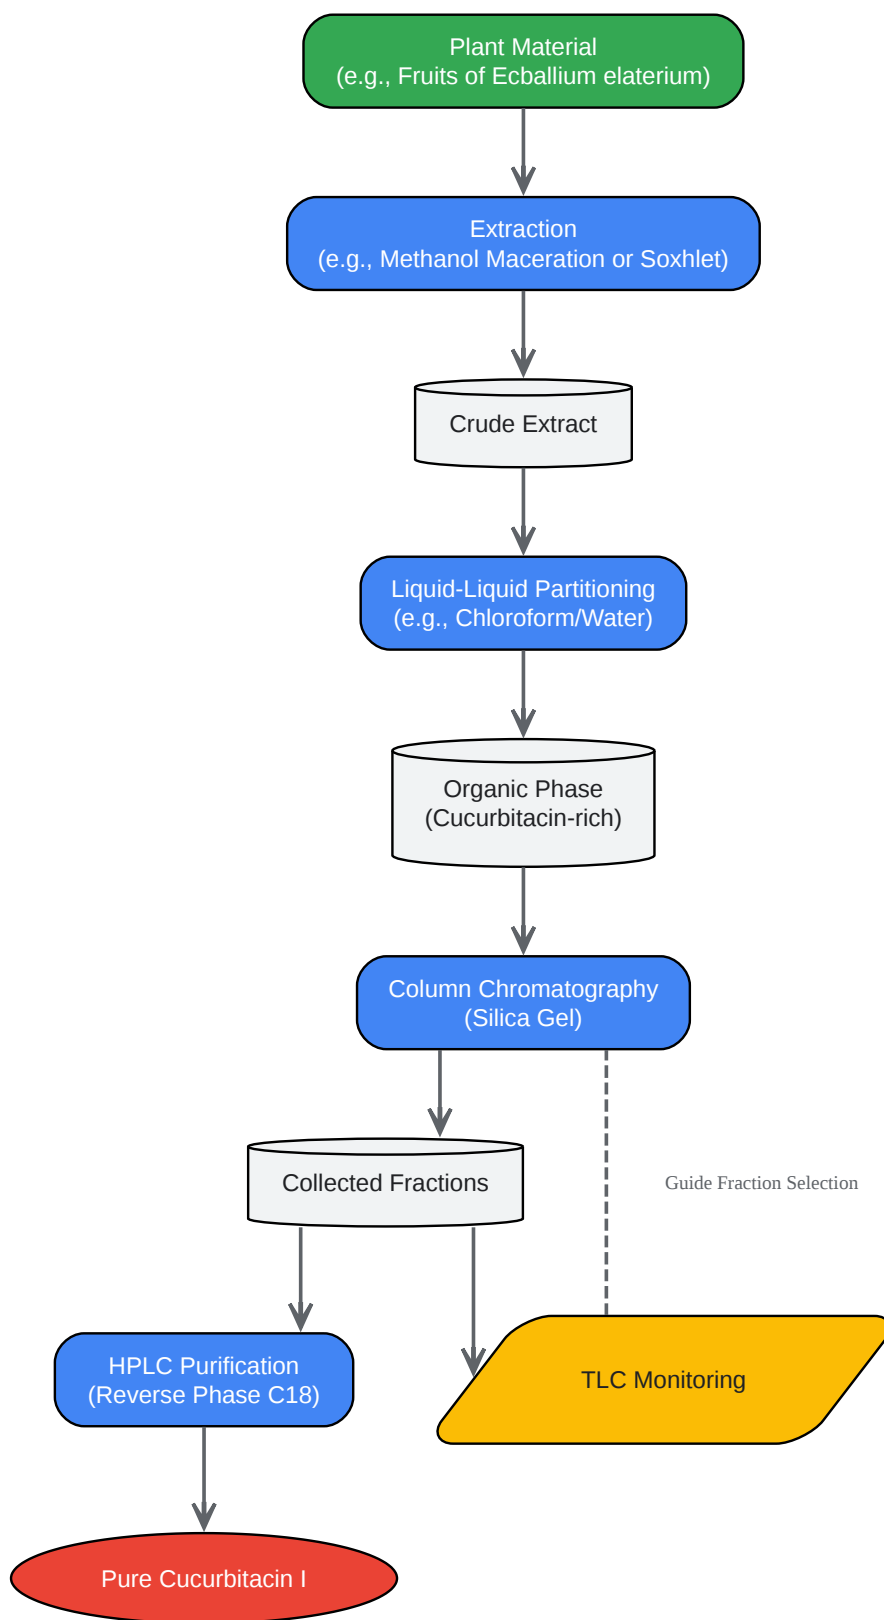 Plant Material
(e.g., Fruits of Ecballium elaterium)
Extraction
(e.g., Methanol Maceration or Soxhlet)
Crude Extract
Liquid-Liquid Partitioning
(e.g., Chloroform/Water)
Organic Phase
(Cucurbitacin-rich)
Column Chromatography
(Silica Gel)
Collected Fractions
Guide Fraction Selection
HPLC Purification
(Reverse Phase C18)
TLC Monitoring
Pure Cucurbitacin I